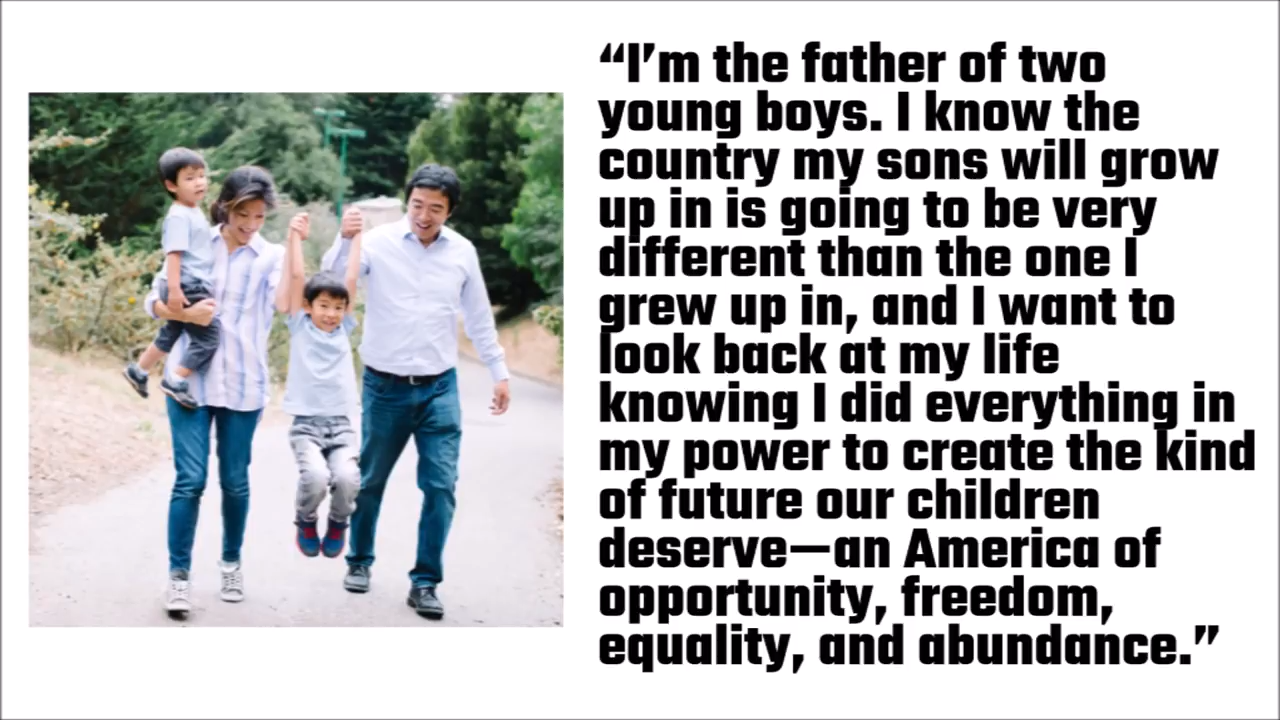 “I’m the father of two
young boys. I know the
country my sons will grow
up in is going to be very
different than the one I
grew up in, and I want to
look back at my life
knowing I did everything in
my power to create the kind
of future our children
deserve—an America of
opportunity, freedom,
equality, and abundance.”